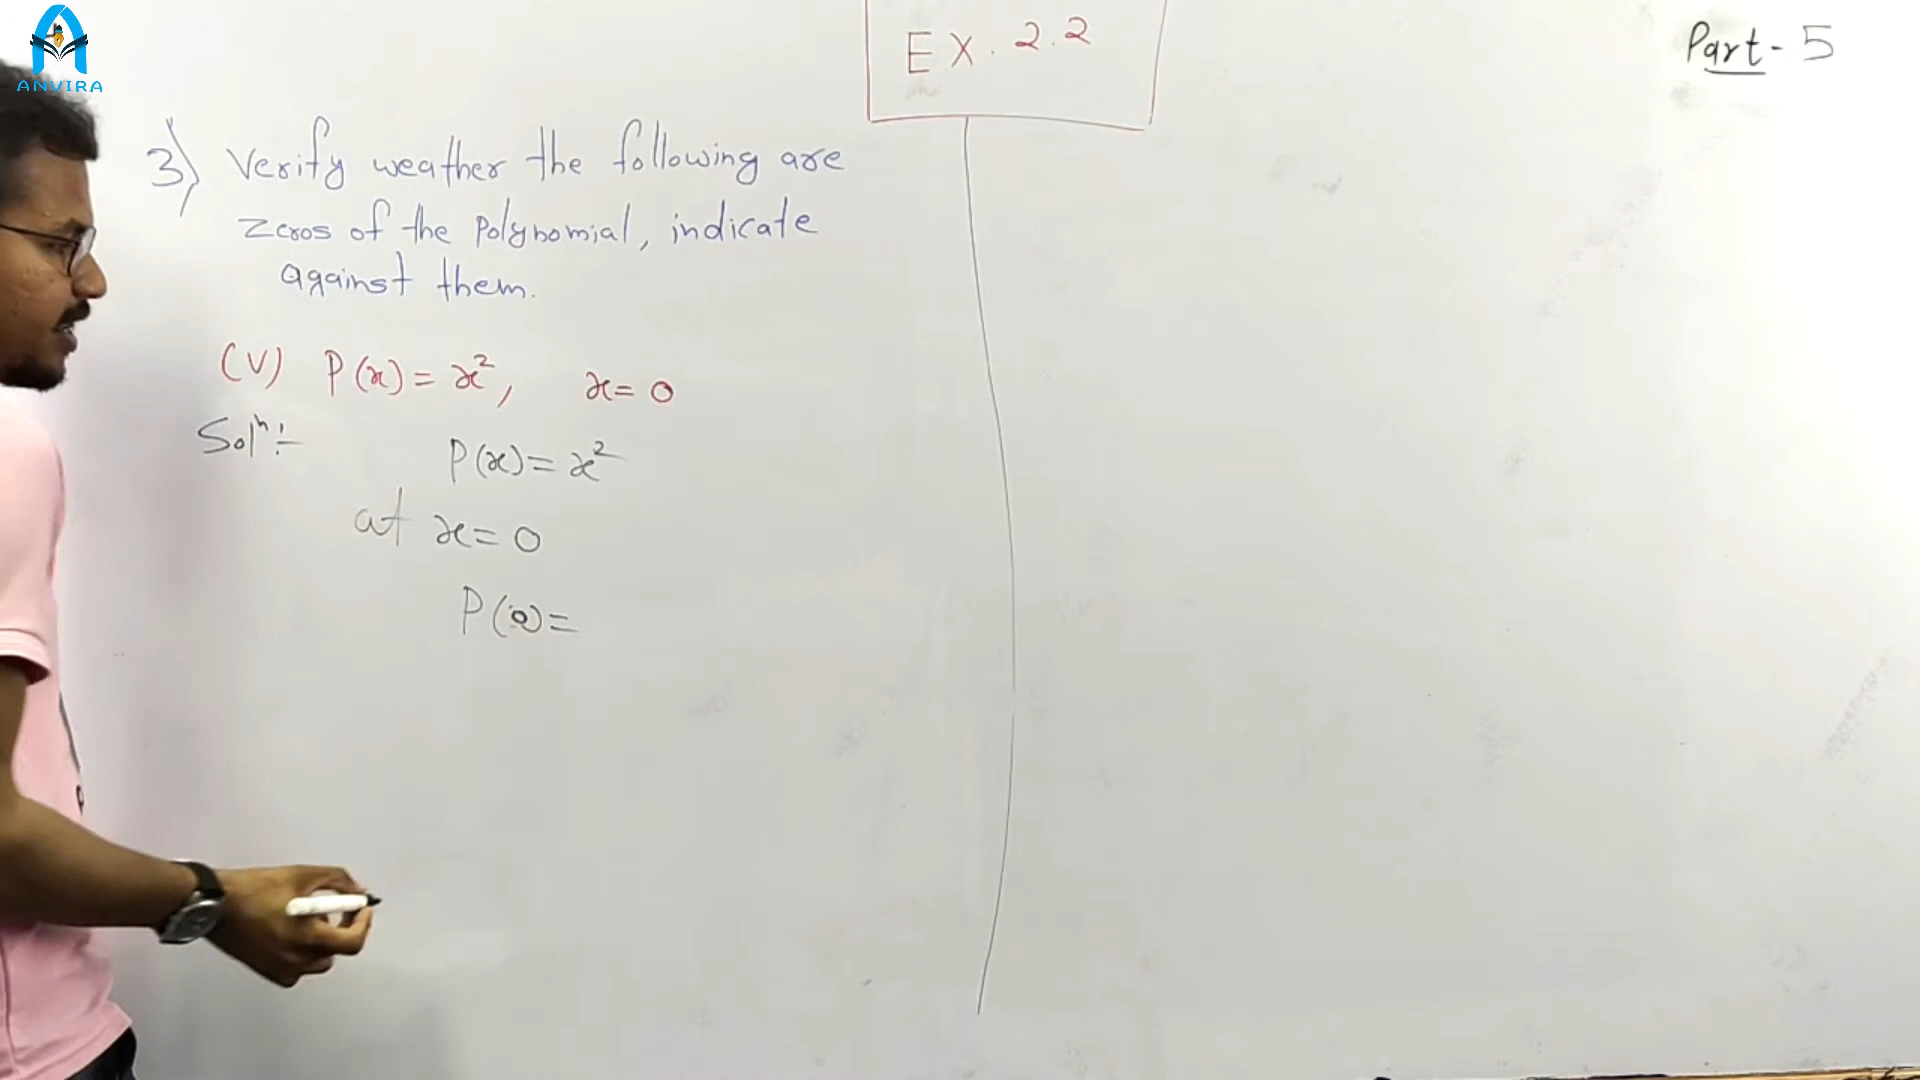 ANVIRA
EX. 2.2
Part - 5
3) Verify weather the following are
zeros of the polynomial, indicate
against them.
(V) P(x) = x², x = 0
Solⁿ :-
P(x) = x²
at x = 0
P(0) =